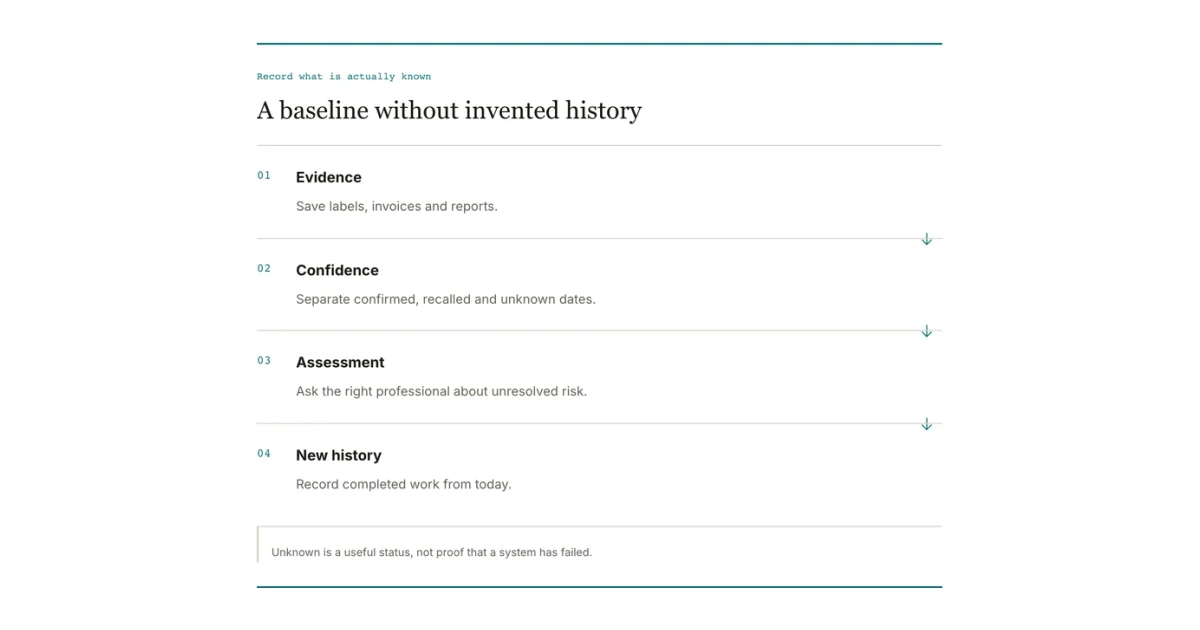 Record what is actually known
A baseline without invented history
01
Evidence
Save labels, invoices and reports.
02
Confidence
Separate confirmed, recalled and unknown dates.
03
Assessment
Ask the right professional about unresolved risk.
04
New history
Record completed work from today.
Unknown is a useful status, not proof that a system has failed.